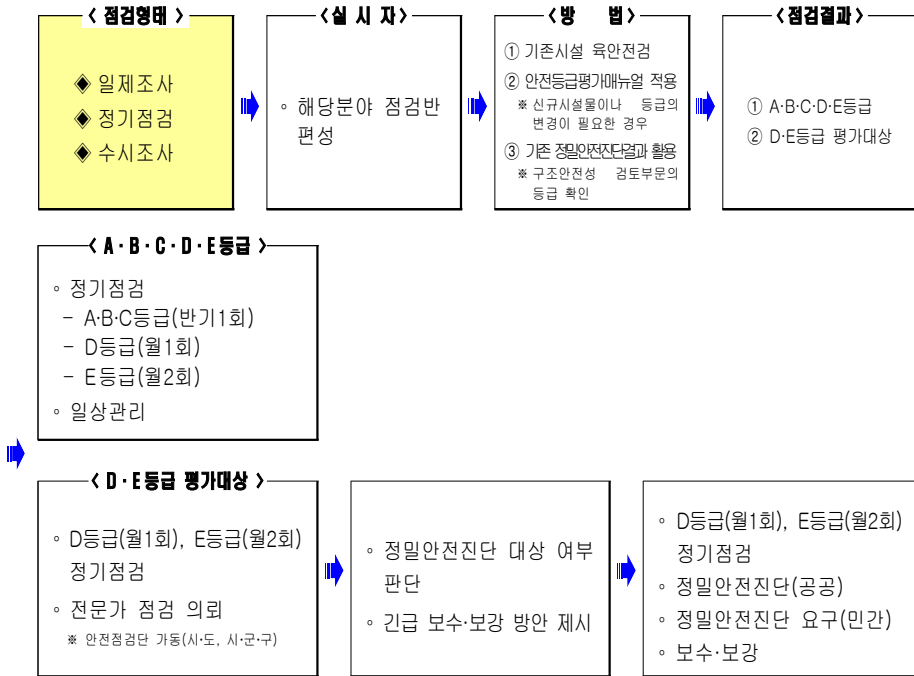 < 점검형태 >
◈ 일제조사
◈ 정기점검
◈ 수시조사
<실 시 자>
◦ 해당분야 점검반
편성
<방 법>
① 기존시설 육안전검
② 안전등급평가매뉴얼 적용
※ 신규시설물이나 등급의
변경이 필요한 경우
③ 기존 정밀안전진단결과 활용
※ 구조안전성 검토부문의
등급 확인
<점검결과>
① A·B·C·D·E등급
② D·E등급 평가대상
< A·B·C·D·E등급 >
◦ 정기점검
- A·B·C등급(반기1회)
- D등급(월1회)
- E등급(월2회)
◦ 일상관리
< D·E등급 평가대상 >
◦ D등급(월1회), E등급(월2회)
정기점검
◦ 전문가 점검 의뢰
※ 안전점검단 가동(시·도, 시·군·구)
◦ 정밀안전진단 대상 여부
판단
◦ 긴급 보수·보강 방안 제시
◦ D등급(월1회), E등급(월2회)
정기점검
◦ 정밀안전진단(공공)
◦ 정밀안전진단 요구(민간)
◦ 보수·보강